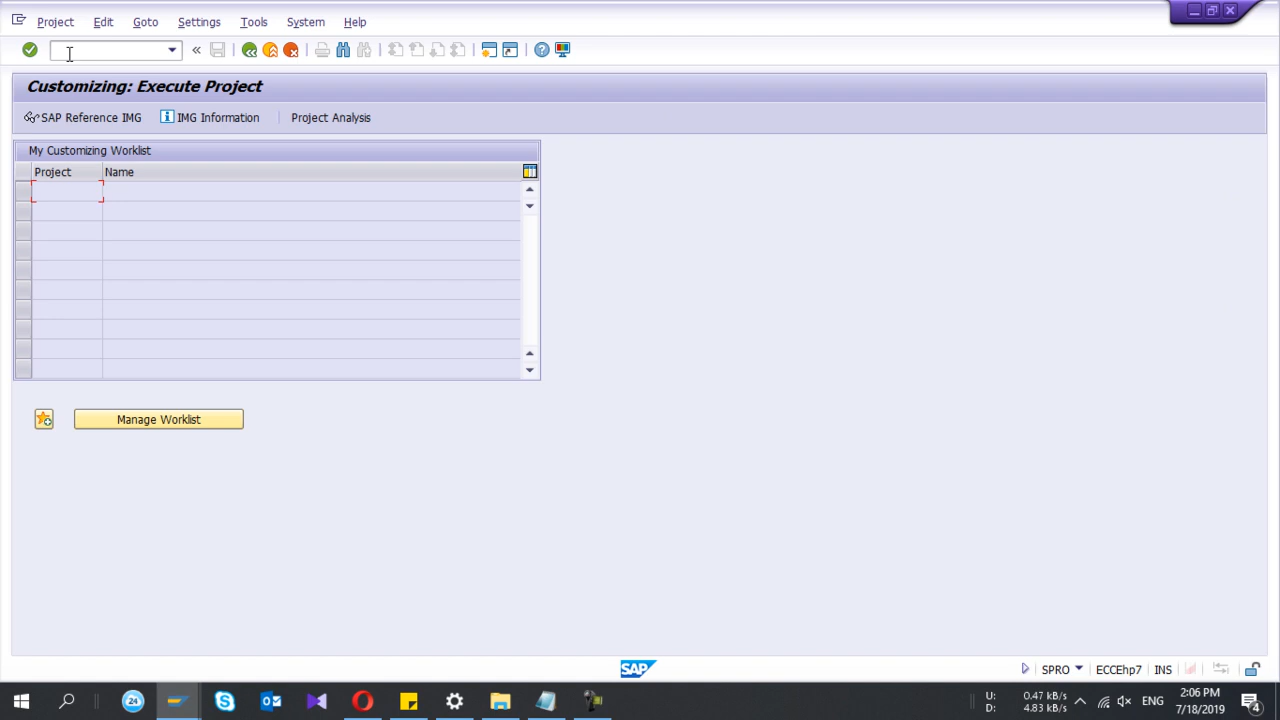 Project Edit Goto Settings Tools System Help
Customizing: Execute Project
SAP Reference IMG IMG Information Project Analysis
My Customizing Worklist
Project Name
Manage Worklist
SAP SPRO ECCEhp7 INS
24 U: 0.47 kB/s ENG 2:06 PM
D: 4.83 kB/s 7/18/2019 4